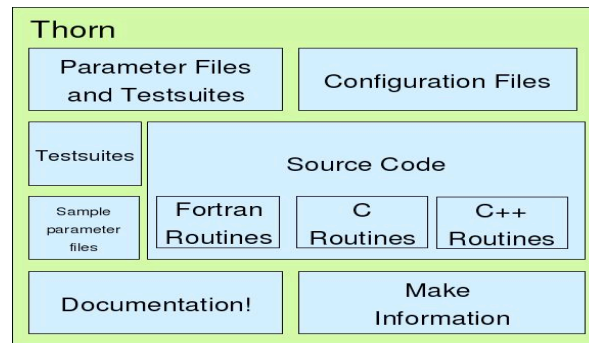 Thorn
Parameter Files
and Testsuites
Configuration Files
Testsuites
Source Code
Sample
parameter
files
Fortran
Routines
C
Routines
C++
Routines
Documentation!
Make
Information